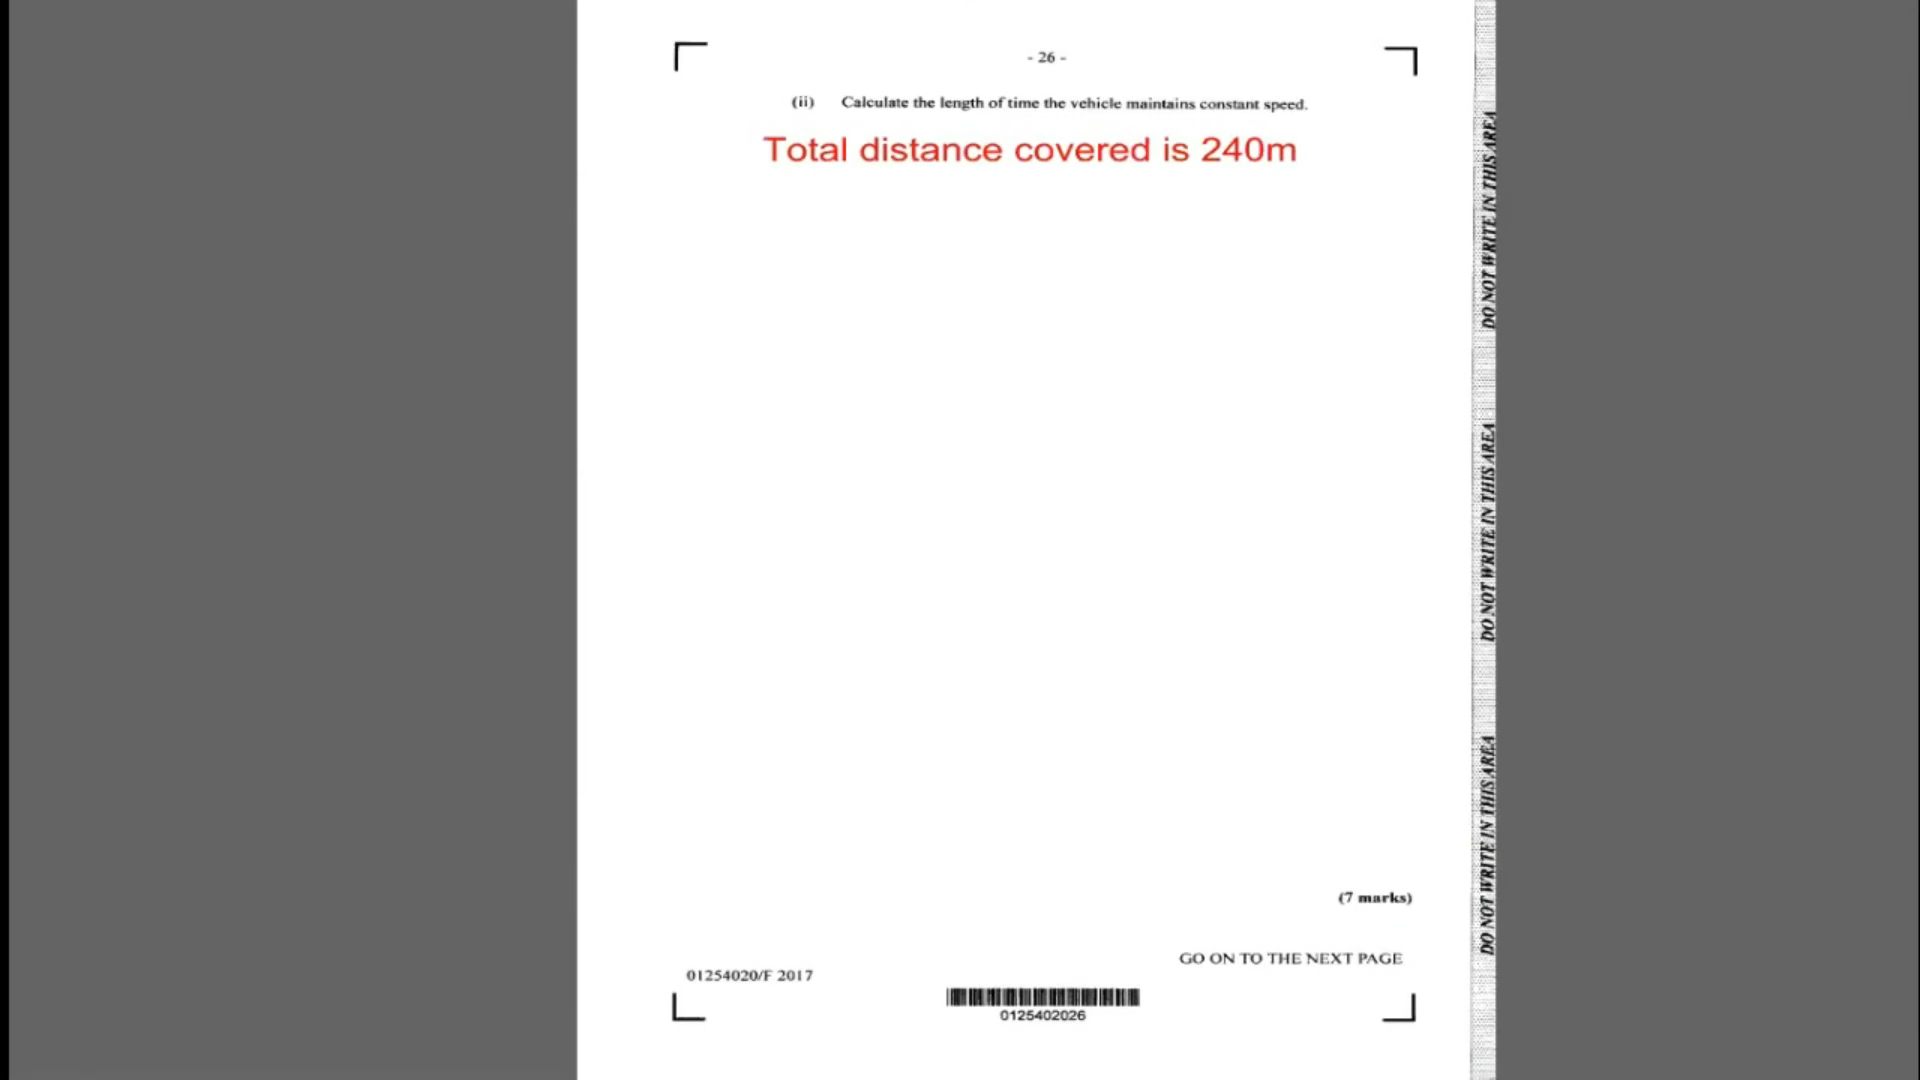 - 26 -
(ii) Calculate the length of time the vehicle maintains constant speed.
Total distance covered is 240m
DO NOT WRITE IN THIS AREA
DO NOT WRITE IN THIS AREA
DO NOT WRITE IN THIS AREA
(7 marks)
GO ON TO THE NEXT PAGE
01254020/F 2017
0125402026